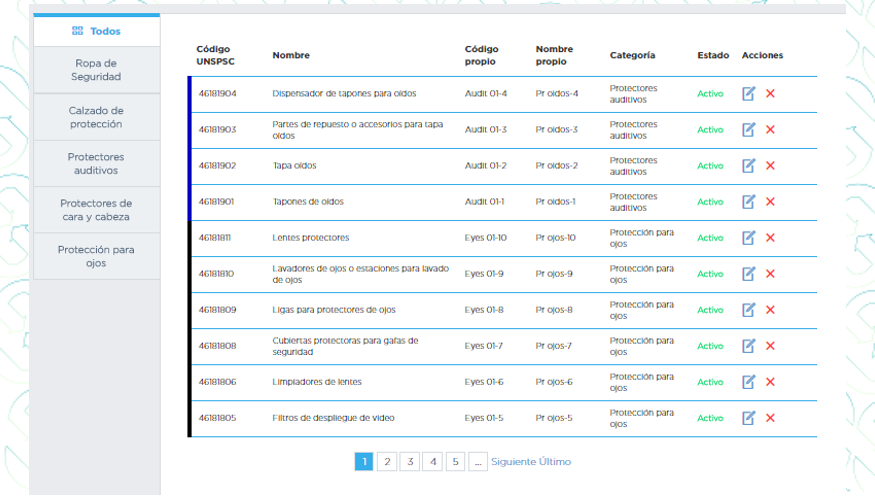 Todos
Ropa de
Seguridad
Calzado de
protección
Protectores
auditivos
Protectores de
cara y cabeza
Protección para
ojos
Código
UNSPSC
Nombre
Código
propio
Nombre
propio
Categoría
Estado
Acciones
46181904
Dispensador de tapones para oídos
Audit 01-4
Pr oidos-4
Protectores
auditivos
Activo
46181903
Partes de repuesto o accesorios para tapa
oídos
Audit 01-3
Pr oidos-3
Protectores
auditivos
Activo
46181902
Tapa oídos
Audit 01-2
Pr oidos-2
Protectores
auditivos
Activo
46181901
Tapones de oídos
Audit 01-1
Pr oidos-1
Protectores
auditivos
Activo
46181811
Lentes protectores
Eyes 01-10
Pr ojos-10
Protección para
ojos
Activo
46181810
Lavadores de ojos o estaciones para lavado
de ojos
Eyes 01-9
Pr ojos-9
Protección para
ojos
Activo
46181809
Ligas para protectores de ojos
Eyes 01-8
Pr ojos-8
Protección para
ojos
Activo
46181808
Cubiertas protectoras para gafas de
seguridad
Eyes 01-7
Pr ojos-7
Protección para
ojos
Activo
46181806
Limpiadores de lentes
Eyes 01-6
Pr ojos-6
Protección para
ojos
Activo
46181805
Filtros de despliegue de video
Eyes 01-5
Pr ojos-5
Protección para
ojos
Activo
1 2 3 4 5 ... Siguiente Último